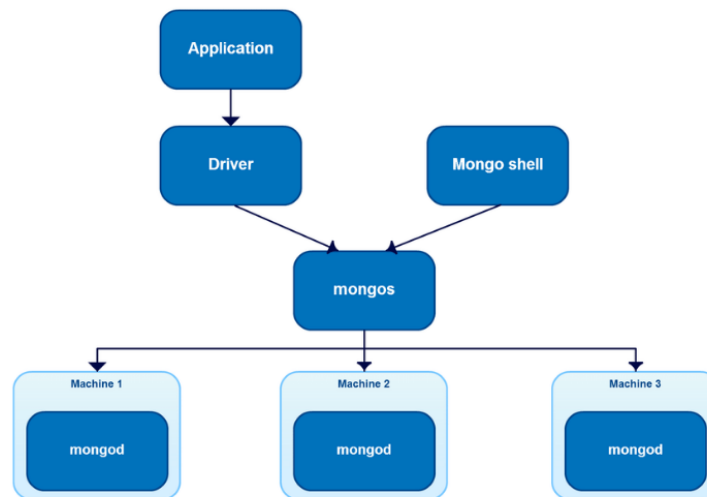 Application
Driver
Mongo shell
mongos
Machine 1
Machine 2
Machine 3
mongod
mongod
mongod